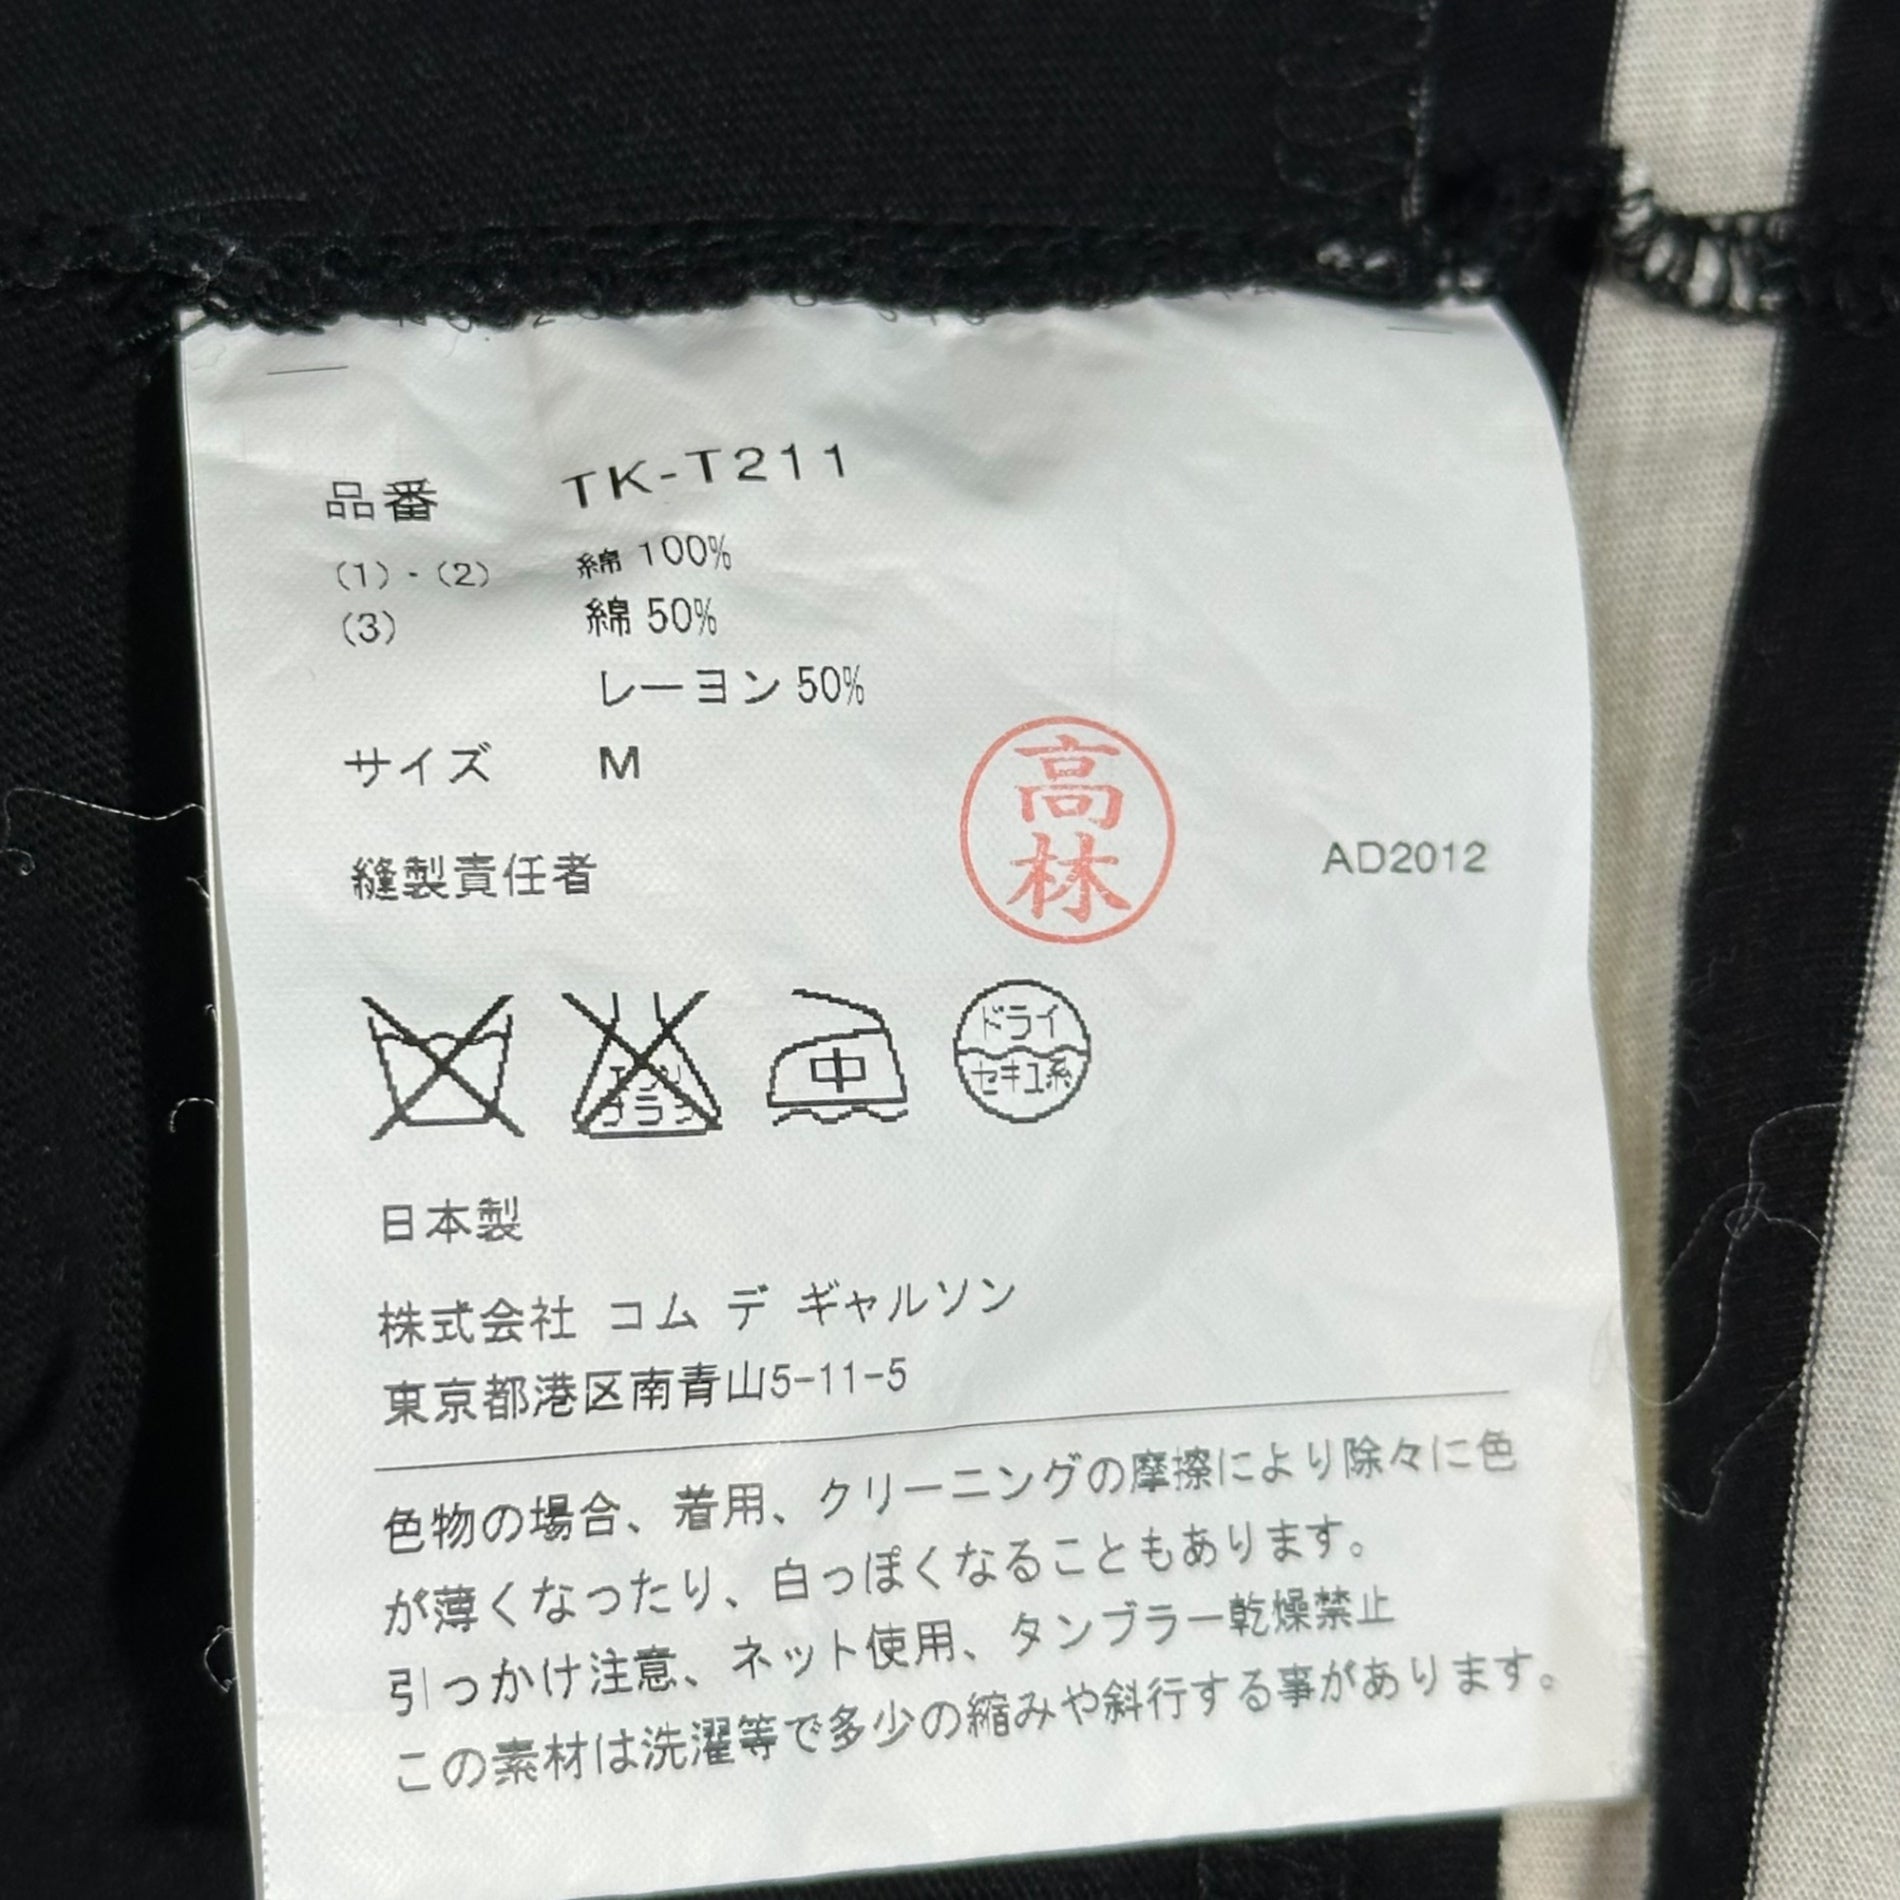 品番 TK-T211
(1)・(2) 綿 100%
(3) 綿 50%
レーヨン 50%
サイズ M
高林
縫製責任者 AD2012
エンソ
サラシ
中
ドライ
セキユ系
日本製
株式会社 コム デ ギャルソン
東京都港区南青山5-11-5
色物の場合、着用、クリーニングの摩擦により除々に色
が薄くなったり、白っぽくなることもあります。
引っかけ注意、ネット使用、タンブラー乾燥禁止
この素材は洗濯等で多少の縮みや斜行する事があります。